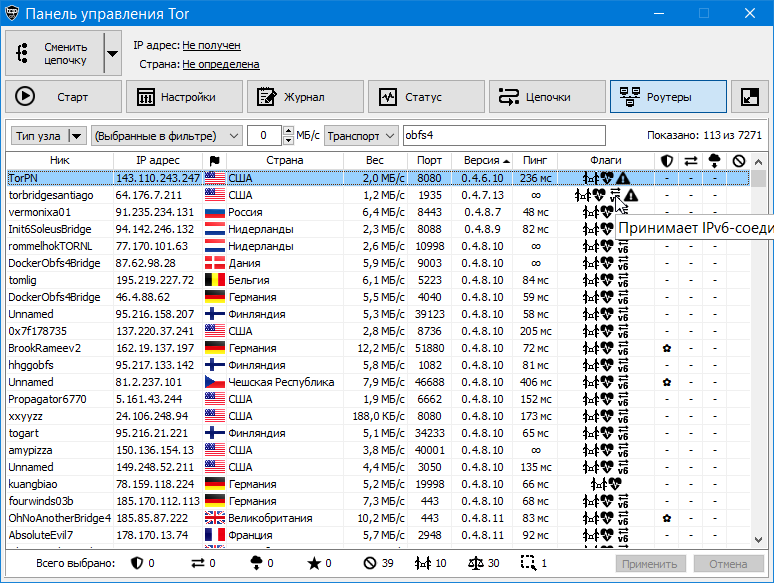 Панель управления Tor
Сменить цепочку
IP адрес: Не получен
Страна: Не определена
Старт Настройки Журнал Статус Цепочки Роутеры
Тип узла (Выбранные в фильтре) 0 МБ/с Транспорт obfs4 Показано: 113 из 7271
Ник IP адрес Страна Вес Порт Версия Пинг Флаги
TorPN 143.110.243.247 США 2,0 МБ/с 8080 0.4.6.10 236 мс - - -
torbridgesantiago 64.176.7.211 США 1,2 МБ/с 1935 0.4.7.13 ∞ - - -
vermonixa01 91.235.234.131 Россия 6,4 МБ/с 8443 0.4.8.7 48 мс
Принимает IPv6-соеди
Init6SoleusBridge 94.142.246.132 Нидерланды 2,3 МБ/с 8088 0.4.8.9 82 мс
rommelhokTORNL 77.170.101.63 Нидерланды 2,6 МБ/с 10998 0.4.8.10 ∞ - - -
DockerObfs4Bridge 87.62.98.28 Дания 5,9 МБ/с 9003 0.4.8.10 ∞ - - -
tomlig 195.219.227.72 Бельгия 6,1 МБ/с 5223 0.4.8.10 84 мс - - -
DockerObfs4Bridge 46.4.88.62 Германия 5,5 МБ/с 4040 0.4.8.10 59 мс - - -
Unnamed 95.216.158.207 Финляндия 5,3 МБ/с 39123 0.4.8.10 58 мс - - -
0x7f178735 137.220.37.241 США 2,8 МБ/с 8736 0.4.8.10 205 мс - - -
BrookRameev2 162.19.137.197 Германия 12,2 МБ/с 51880 0.4.8.10 72 мс - -
hhggobfs 95.217.133.142 Финляндия 5,8 МБ/с 1082 0.4.8.10 81 мс - - -
Unnamed 81.2.237.101 Чешская Республика 7,9 МБ/с 46688 0.4.8.10 406 мс - -
Propagator6770 5.161.43.244 США 1,9 МБ/с 6662 0.4.8.10 152 мс - - -
xxyyzz 24.106.248.94 США 188,0 КБ/с 8080 0.4.8.10 173 мс - - -
togart 95.216.21.221 Финляндия 5,1 МБ/с 34233 0.4.8.10 65 мс - - -
amypizza 150.136.154.13 США 3,8 МБ/с 40001 0.4.8.10 ∞ - - -
Unnamed 149.248.52.211 США 4,4 МБ/с 3050 0.4.8.10 135 мс - - -
kuangbiao 78.159.118.224 Германия 5,2 МБ/с 19998 0.4.8.10 66 мс - - -
fourwinds03b 185.170.112.113 Германия 7,3 МБ/с 443 0.4.8.10 68 мс - - -
OhNoAnotherBridge4 185.85.87.222 Великобритания 10,2 МБ/с 443 0.4.8.11 83 мс - -
AbsoluteEvil7 178.170.13.74 Франция 5,7 МБ/с 2948 0.4.8.11 92 мс - - -
Всего выбрано: 0 0 0 0 39 10 30 1 Применить Отмена